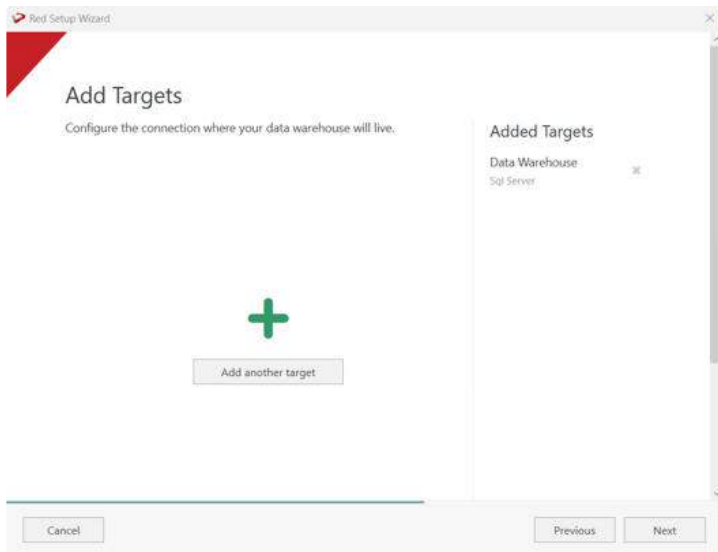 Red Setup Wizard
Add Targets
Configure the connection where your data warehouse will live.
Added Targets
Data Warehouse
Sql Server
Add another target
Cancel
Previous
Next